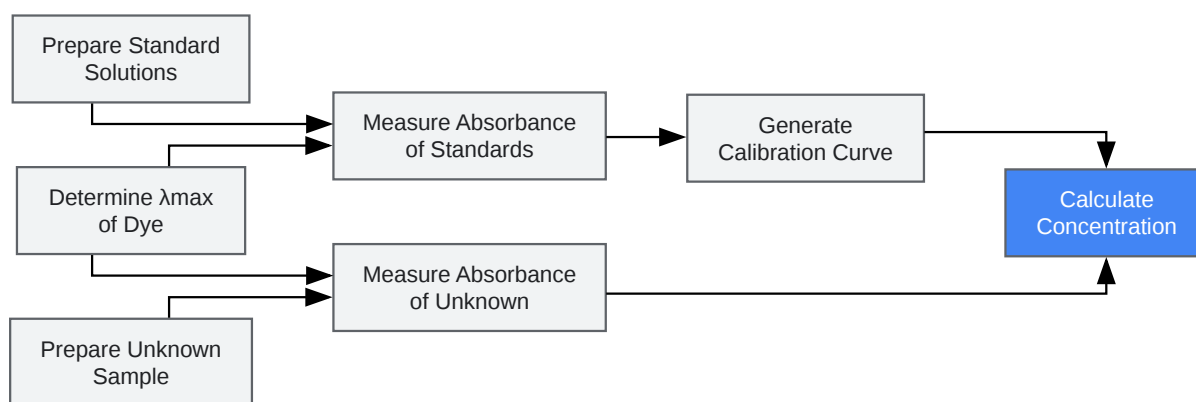 Prepare Standard
Solutions
Measure Absorbance
of Standards
Generate
Calibration Curve
Determine λmax
of Dye
Calculate
Concentration
Measure Absorbance
of Unknown
Prepare Unknown
Sample